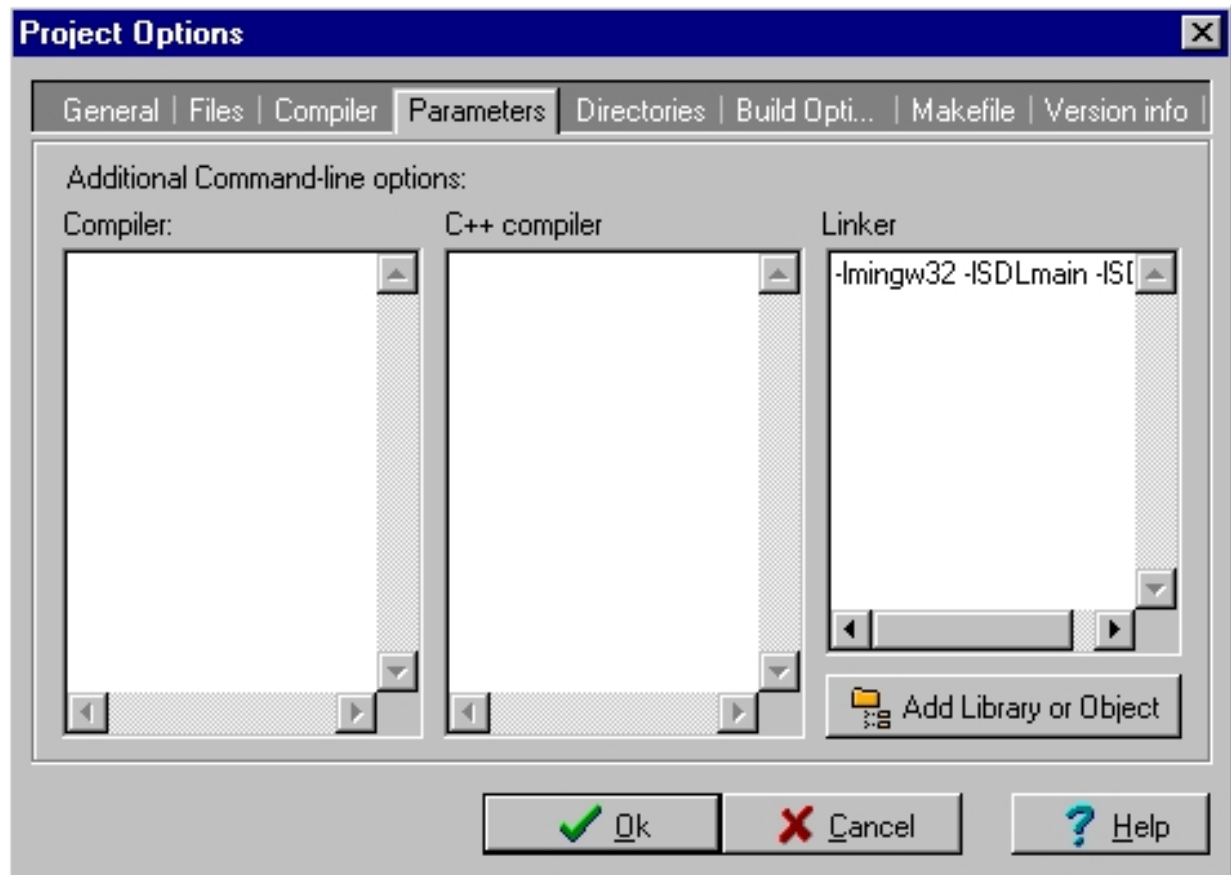 Project Options
General | Files | Compiler Parameters Directories | Build Opti... | Makefile | Version info |
Additional Command-line options:
Compiler: C++ compiler Linker
-lmingw32 -lSDLmain
Add Library or Object
Ok Cancel Help